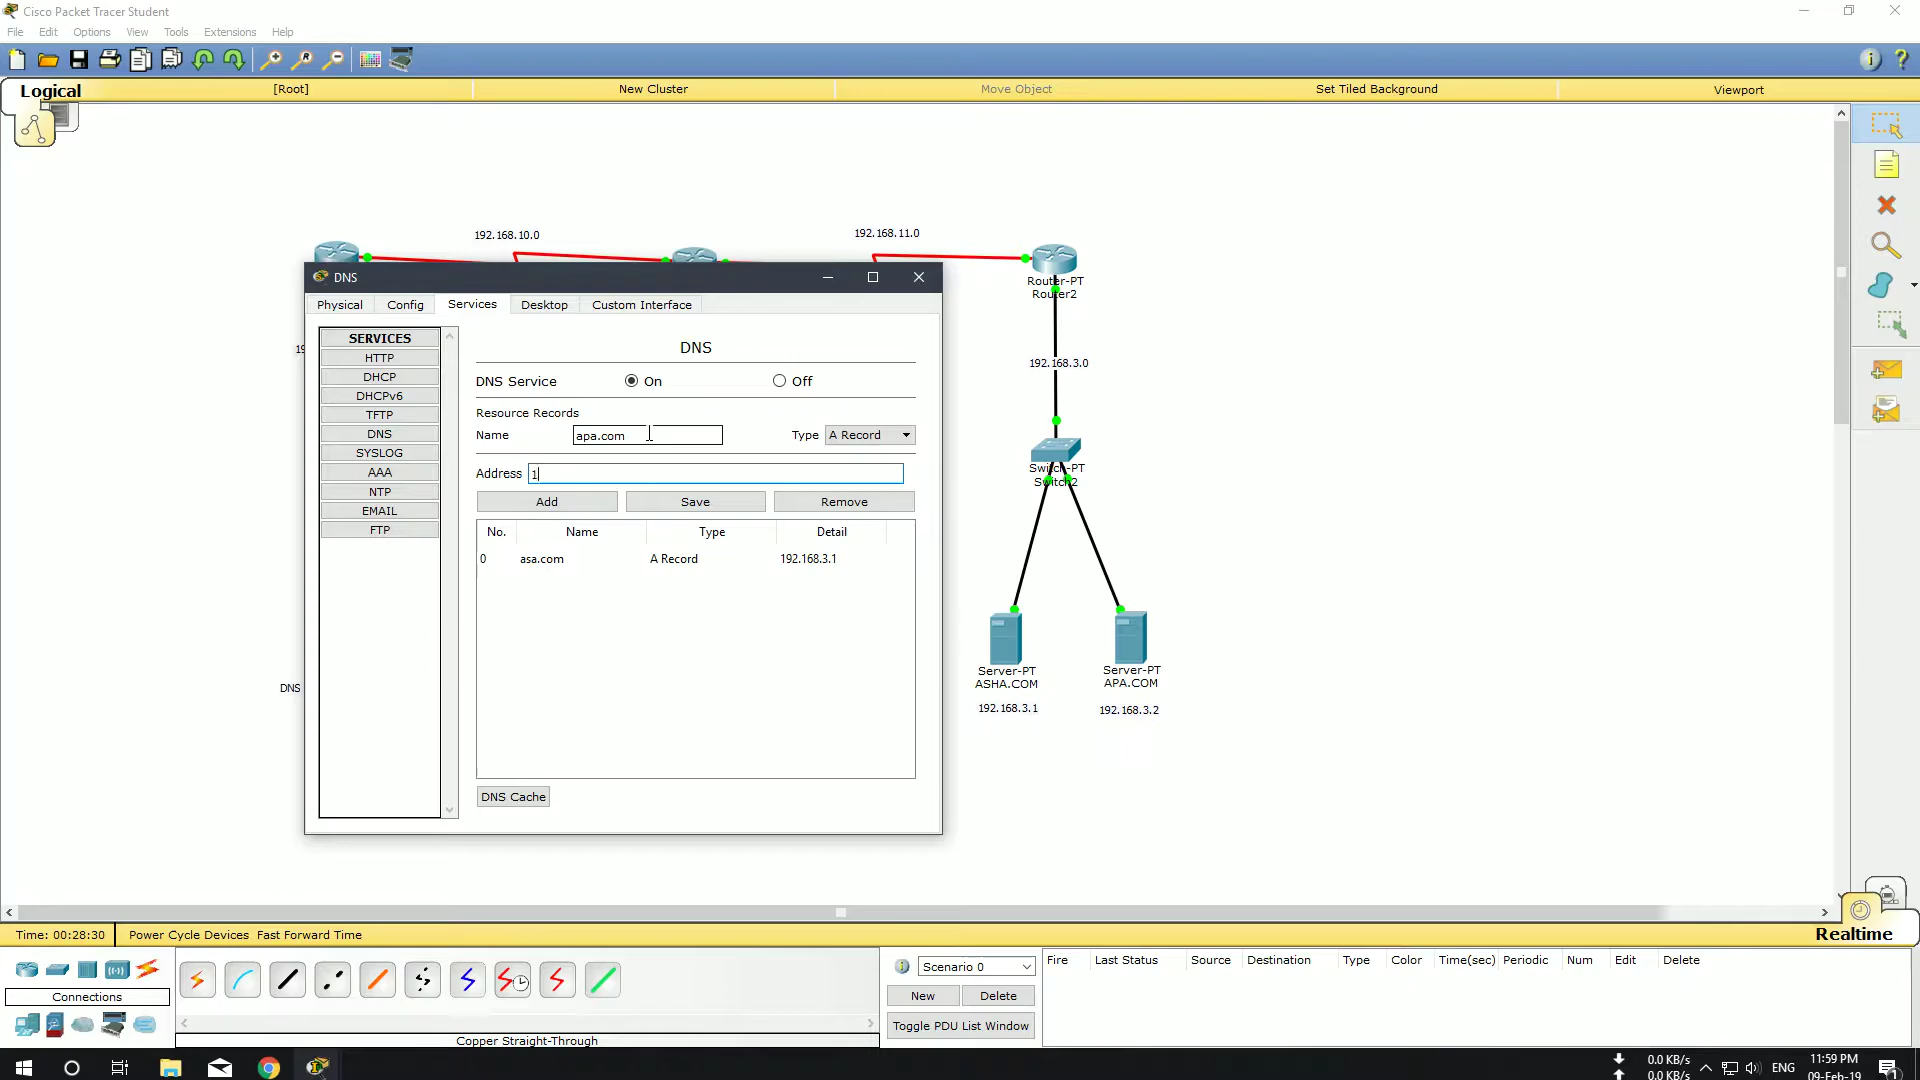 Cisco Packet Tracer Student
File Edit Options View Tools Extensions Help
Logical [Root] New Cluster Move Object Set Tiled Background Viewport
192.168.10.0
192.168.11.0
Router-PT
Router2
192.168.3.0
Switch-PT
Switch2
Server-PT
ASHA.COM
192.168.3.1
Server-PT
APA.COM
192.168.3.2
19
DNS
DNS
Physical Config Services Desktop Custom Interface
SERVICES
HTTP
DHCP
DHCPv6
TFTP
DNS
SYSLOG
AAA
NTP
EMAIL
FTP
DNS
DNS Service On Off
Resource Records
Name apa.com Type A Record
Address 1
Add Save Remove
No. Name Type Detail
0 asa.com A Record 192.168.3.1
DNS Cache
Time: 00:28:30 Power Cycle Devices Fast Forward Time
Realtime
Connections
Copper Straight-Through
Scenario 0
New Delete
Toggle PDU List Window
Fire Last Status Source Destination Type Color Time(sec) Periodic Num Edit Delete
0.0 KB/s
0.0 KB/s
ENG
11:59 PM
09-Feb-19
1